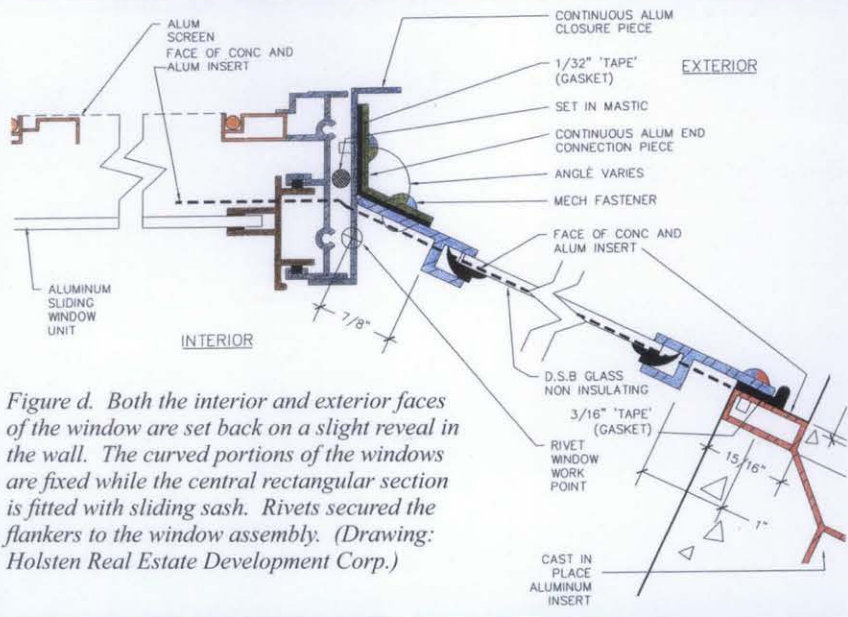 ALUM
SCREEN
FACE OF CONC AND
ALUM INSERT
CONTINUOUS ALUM
CLOSURE PIECE
EXTERIOR
1/32" 'TAPE'
(GASKET)
SET IN MASTIC
CONTINUOUS ALUM END
CONNECTION PIECE
ANGLE VARIES
MECH FASTENER
FACE OF CONC AND
ALUM INSERT
ALUMINUM
SLIDING
WINDOW
UNIT
INTERIOR
7/8"
D.S.B GLASS
NON INSULATING
3/16" 'TAPE'
(GASKET)
RIVET
WINDOW
WORK
POINT
15/16"
1"
CAST IN
PLACE
ALUMINUM
INSERT
Figure d. Both the interior and exterior faces
of the window are set back on a slight reveal in
the wall. The curved portions of the windows
are fixed while the central rectangular section
is fitted with sliding sash. Rivets secured the
flankers to the window assembly. (Drawing:
Holsten Real Estate Development Corp.)